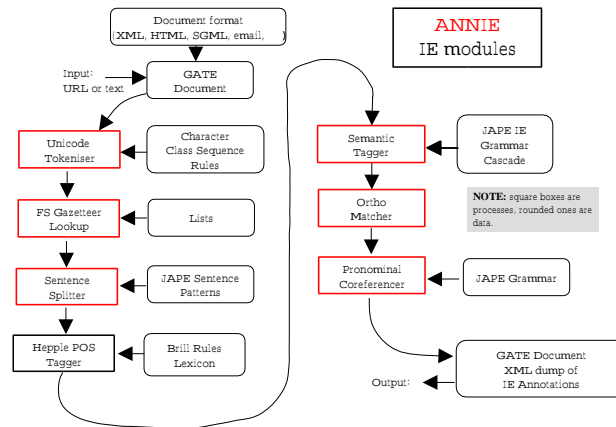 Document format
(XML, HTML, SGML, email, )
Input:
URL or text
GATE
Document
Unicode
Tokeniser
Character
Class Sequence
Rules
FS Gazetteer
Lookup
Lists
Sentence
Splitter
JAPE Sentence
Patterns
Hepple POS
Tagger
Brill Rules
Lexicon
ANNIE
IE modules
Semantic
Tagger
JAPE IE
Grammar
Cascade
NOTE: square boxes are
processes, rounded ones are
data.
Ortho
Matcher
Pronominal
Coreferencer
JAPE Grammar
GATE Document
XML dump of
IE Annotations
Output: